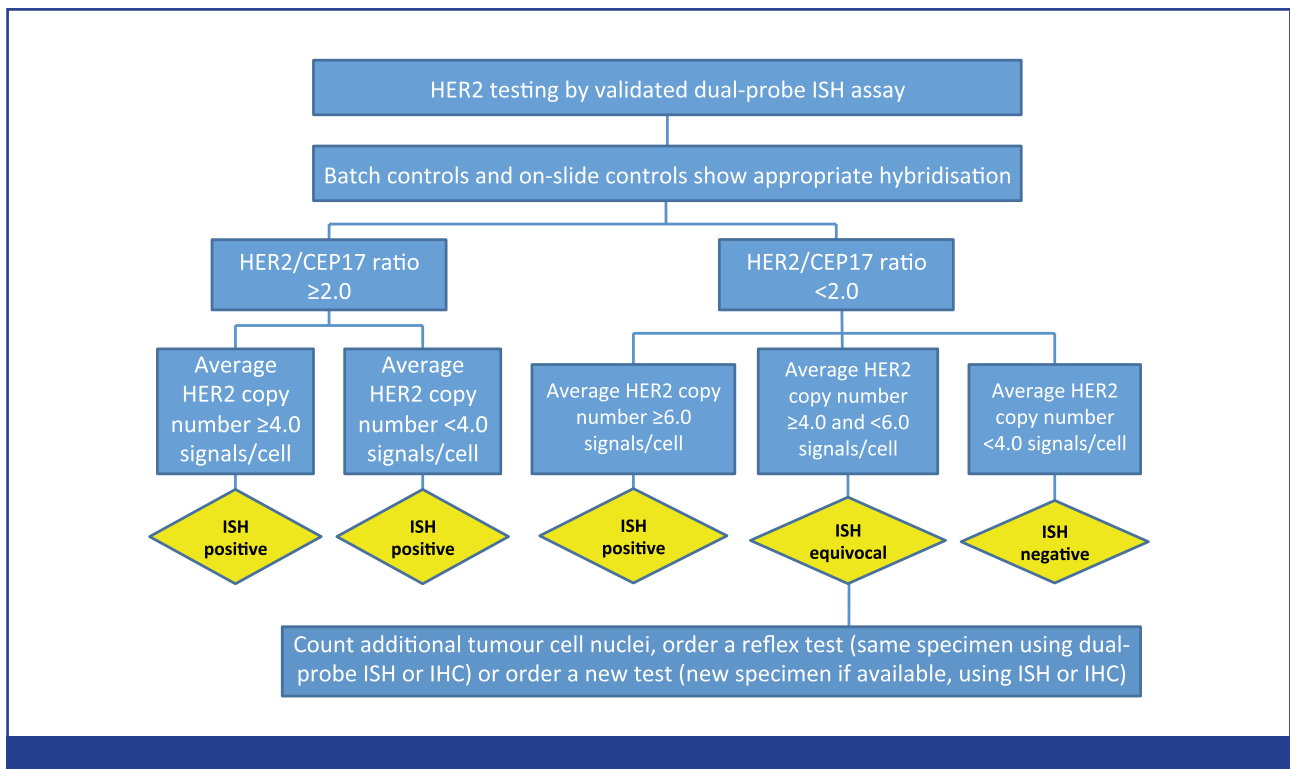 HER2 testing by validated dual-probe ISH assay
Batch controls and on-slide controls show appropriate hybridisation
HER2/CEP17 ratio
≥2.0
HER2/CEP17 ratio
<2.0
Average
HER2 copy
number ≥4.0
signals/cell
Average
HER2 copy
number <4.0
signals/cell
Average HER2 copy
number ≥6.0
signals/cell
Average HER2
copy number
≥4.0 and <6.0
signals/cell
Average HER2
copy number
<4.0 signals/cell
ISH
positive
ISH
positive
ISH
positive
ISH
equivocal
ISH
negative
Count additional tumour cell nuclei, order a reflex test (same specimen using dual-
probe ISH or IHC) or order a new test (new specimen if available, using ISH or IHC)